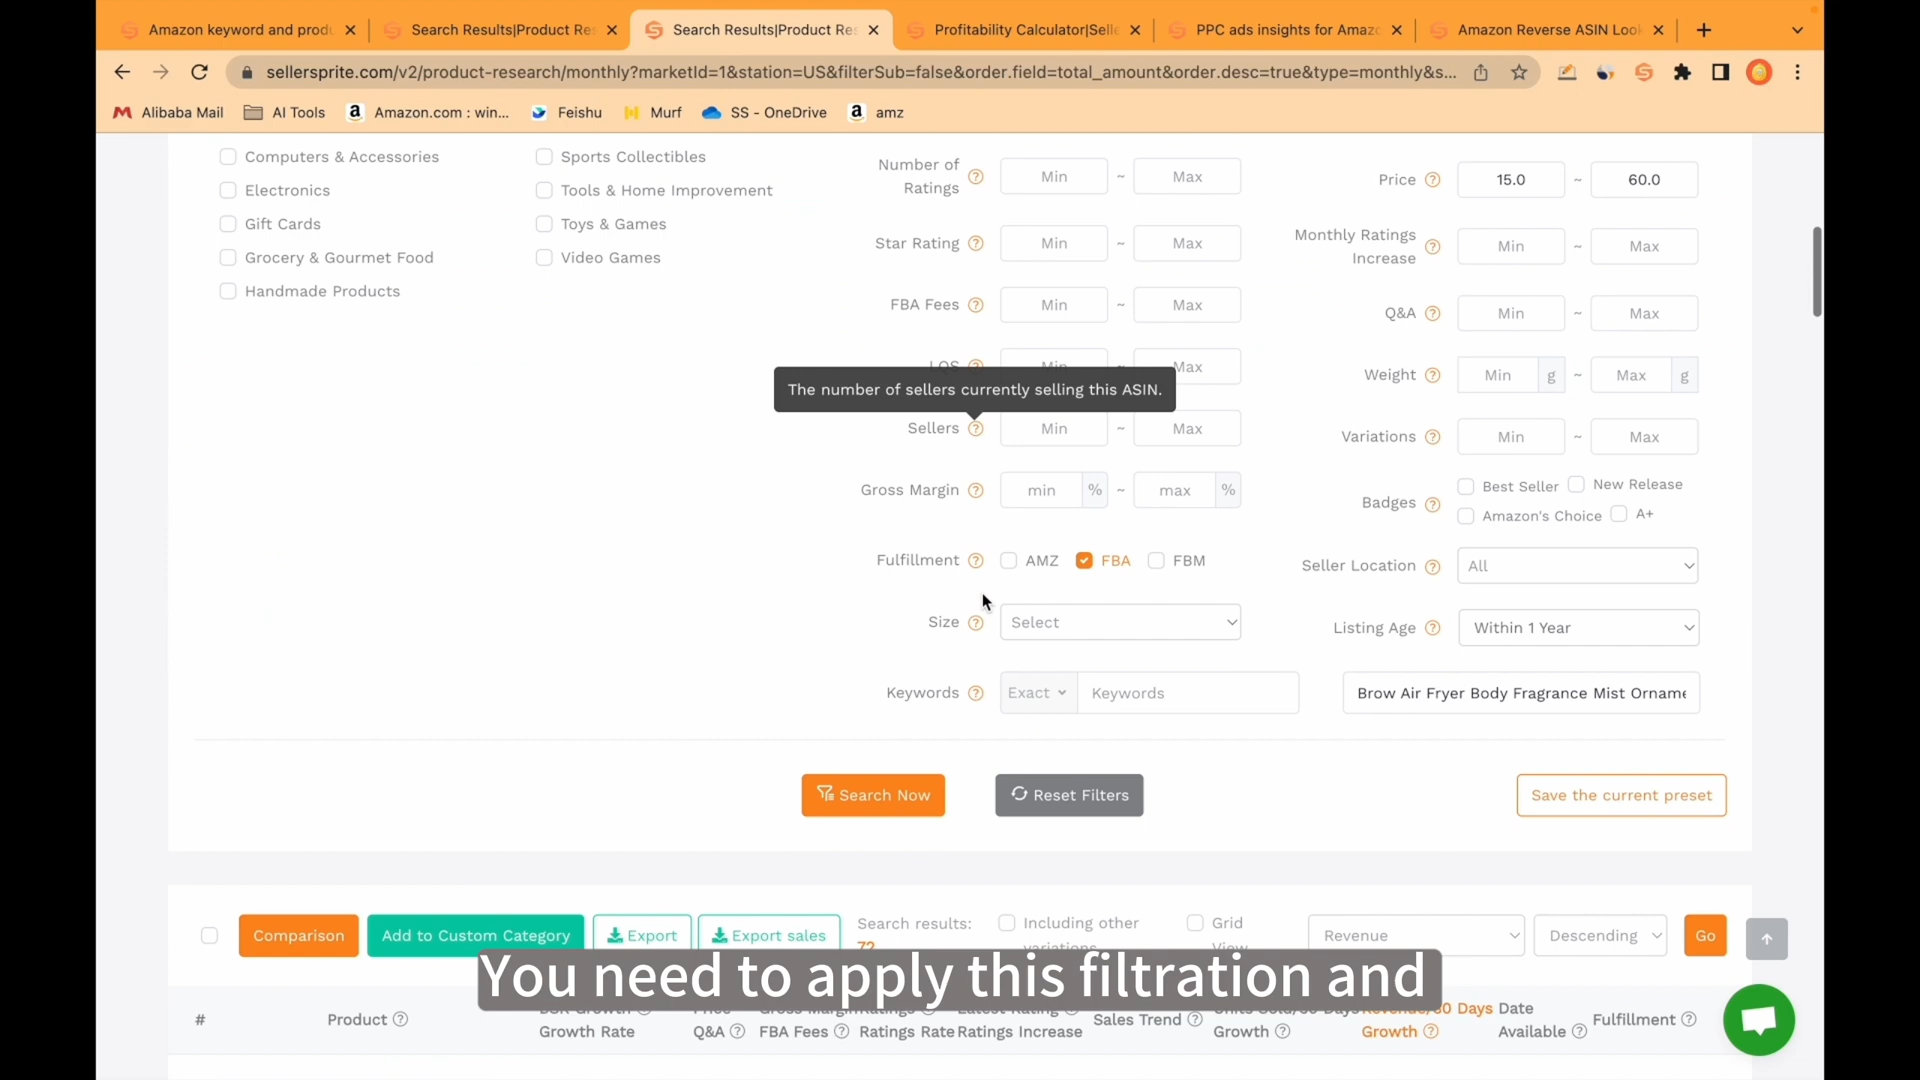 Amazon keyword and produ
Search Results|Product Res
Search Results|Product Res
Profitability Calculator|Selle
PPC ads insights for Amazo
Amazon Reverse ASIN Look
sellersprite.com/v2/product-research/monthly?marketId=1&station=US&filterSub=false&order.field=total_amount&order.desc=true&type=monthly&s...
Alibaba Mail
AI Tools
Amazon.com : win...
Feishu
Murf
SS - OneDrive
amz
Computers & Accessories
Sports Collectibles
Electronics
Tools & Home Improvement
Gift Cards
Toys & Games
Grocery & Gourmet Food
Video Games
Handmade Products
Number of
Ratings
Min ~ Max
Price 15.0 ~ 60.0
Star Rating Min ~ Max
Monthly Ratings
Increase
Min ~ Max
FBA Fees Min ~ Max
Q&A Min ~ Max
LQS Min Max
Weight Min g ~ Max g
The number of sellers currently selling this ASIN.
Sellers Min ~ Max
Variations Min ~ Max
Gross Margin min % ~ max %
Badges
Best Seller New Release
Amazon's Choice A+
Fulfillment AMZ FBA FBM
Seller Location All
Size Select
Listing Age Within 1 Year
Keywords Exact Keywords
Brow Air Fryer Body Fragrance Mist Orname
Search Now
Reset Filters
Save the current preset
Comparison
Add to Custom Category
Export
Export sales
Search results:
72
Including other
variations
Grid
View
Revenue
Descending
Go
You need to apply this filtration and
#
Product
Growth Rate
Q&A
FBA Fees
Ratings Rate
Ratings Increase
Sales Trend
Growth
Days
Growth
Date
Available
Fulfillment